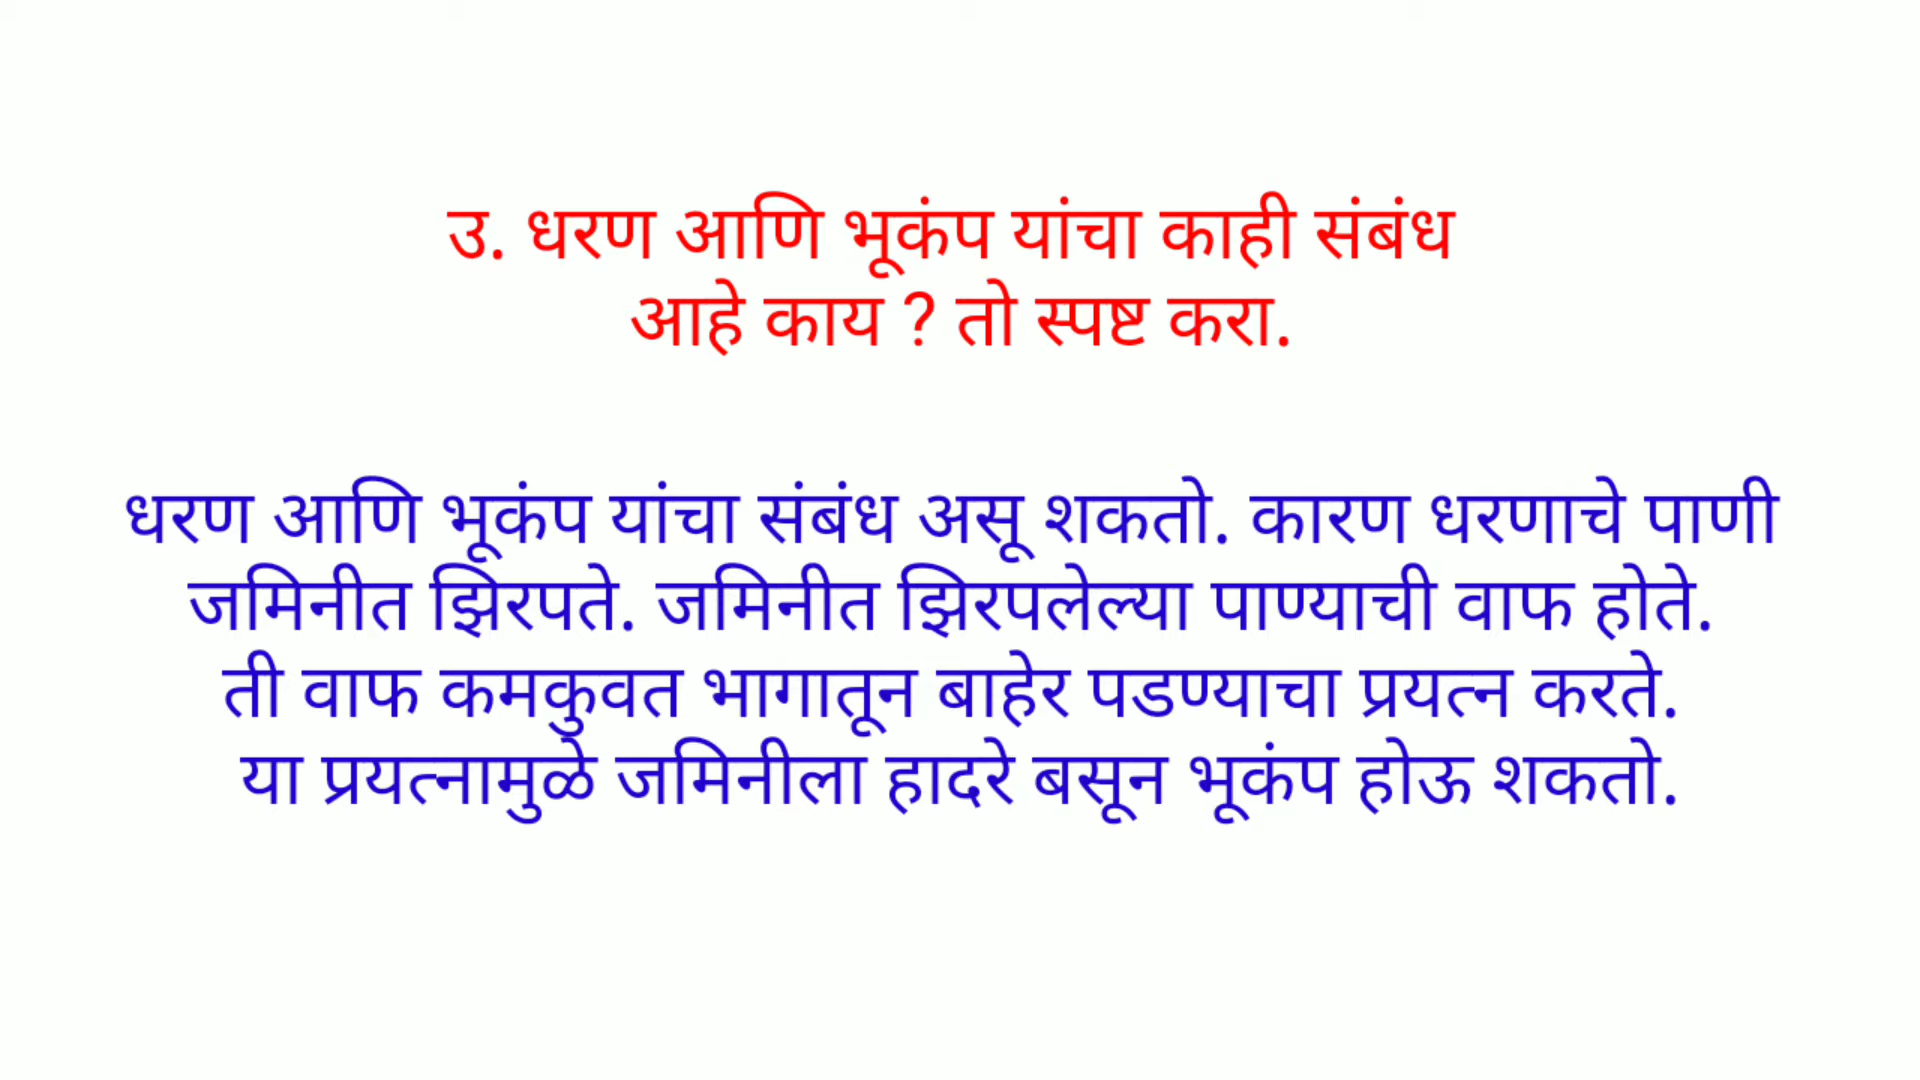 उ. धरण आणि भूकंप यांचा काही संबंध
आहे काय ? तो स्पष्ट करा.
धरण आणि भूकंप यांचा संबंध असू शकतो. कारण धरणाचे पाणी
जमिनीत झिरपते. जमिनीत झिरपलेल्या पाण्याची वाफ होते.
ती वाफ कमकुवत भागातून बाहेर पडण्याचा प्रयत्न करते.
या प्रयत्नामुळे जमिनीला हादरे बसून भूकंप होऊ शकतो.